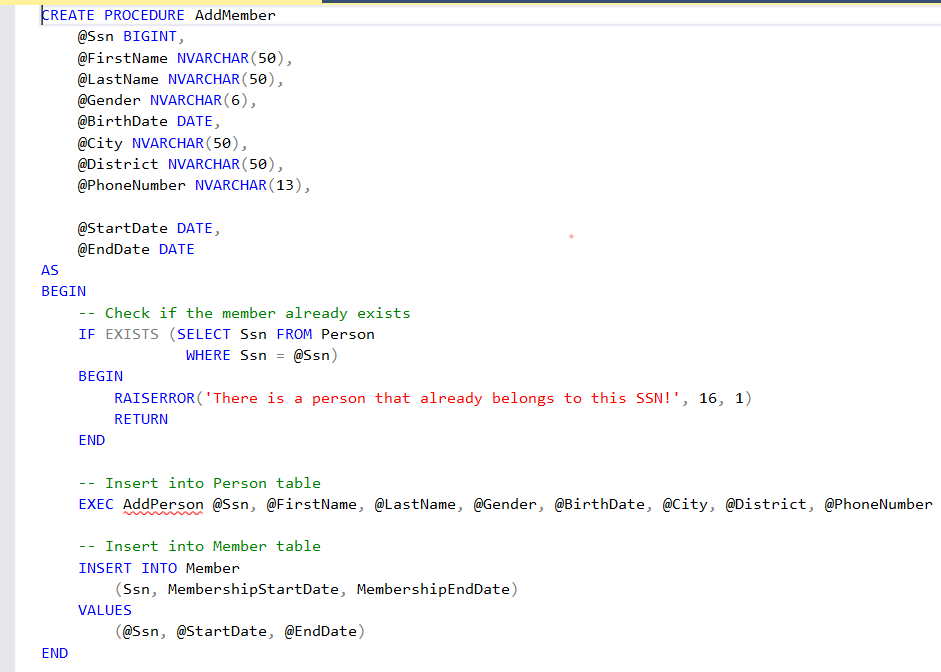 CREATE PROCEDURE AddMember
@Ssn BIGINT,
@FirstName NVARCHAR(50),
@LastName NVARCHAR(50),
@Gender NVARCHAR(6),
@BirthDate DATE,
@City NVARCHAR(50),
@District NVARCHAR(50),
@PhoneNumber NVARCHAR(13),
@StartDate DATE,
@EndDate DATE
AS
BEGIN
-- Check if the member already exists
IF EXISTS (SELECT Ssn FROM Person
WHERE Ssn = @Ssn)
BEGIN
RAISERROR('There is a person that already belongs to this SSN!', 16, 1)
RETURN
END
-- Insert into Person table
EXEC AddPerson @Ssn, @FirstName, @LastName, @Gender, @BirthDate, @City, @District, @PhoneNumber
-- Insert into Member table
INSERT INTO Member
(Ssn, MembershipStartDate, MembershipEndDate)
VALUES
(@Ssn, @StartDate, @EndDate)
END